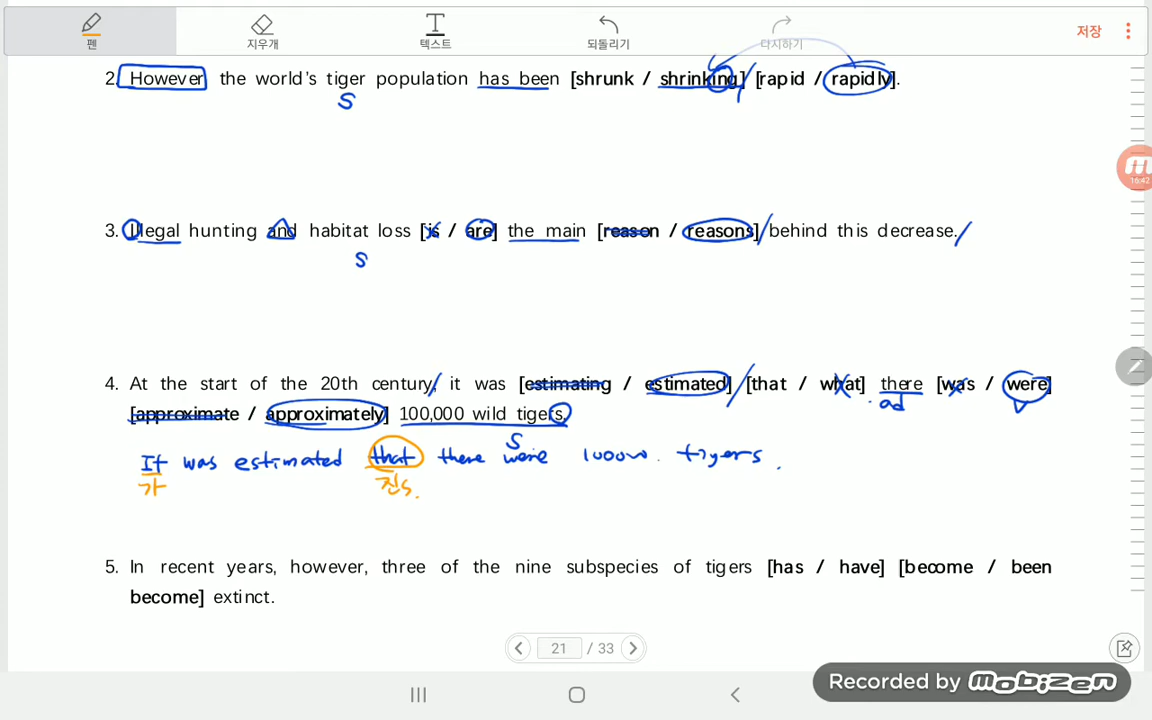 펜 지우개 텍스트 되돌리기 다시하기 저장
2. However the world's tiger population has been [shrunk / shrinking] [rapid / rapidly].
S
16:42
3. Illegal hunting and habitat loss [is / are] the main [reason / reasons] behind this decrease.
S
4. At the start of the 20th century, it was [estimating / estimated] [that / what] there [was / were]
ad
[approximate / approximately] 100,000 wild tigers.
S
It was estimated that there were tigers.
가 진S.
5. In recent years, however, three of the nine subspecies of tigers [has / have] [become / been
become] extinct.
21 / 33
Recorded by mobizen